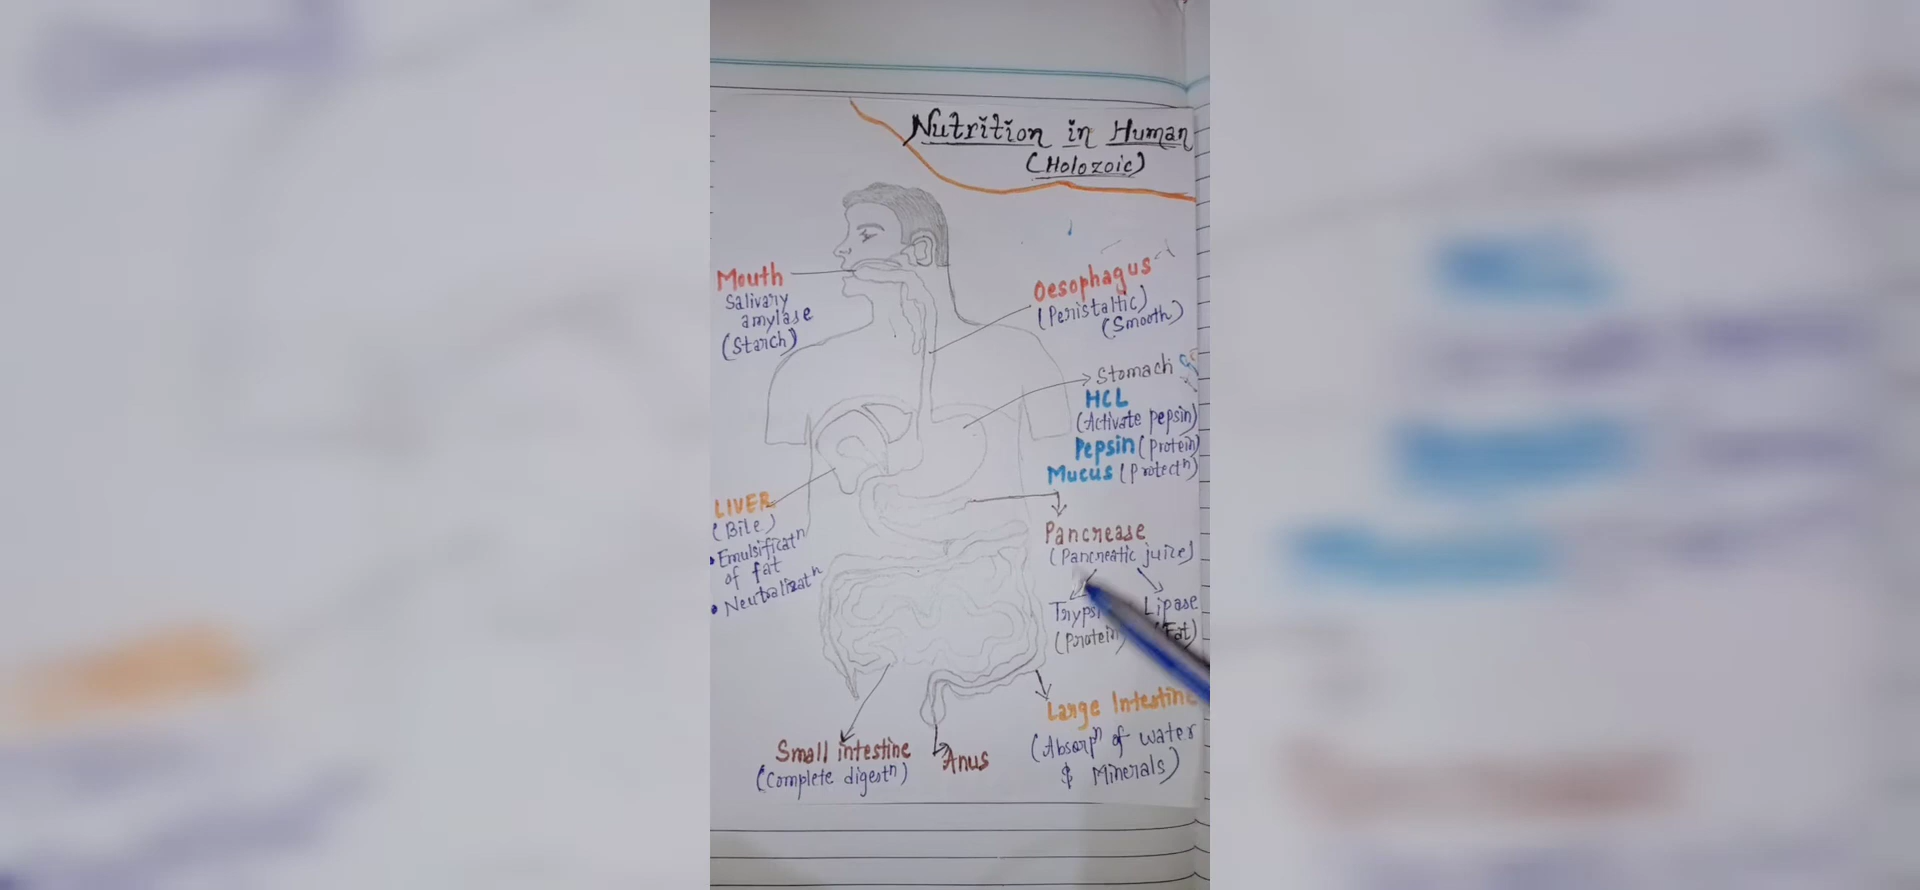 Nutrition in Human
(Holozoic)
Mouth
Salivary
amylase
(Starch)
Oesophagus
(Peristaltic)
(Smooth)
Stomach
HCL
(Activate pepsin)
Pepsin (Protein)
Mucus (Protectn)
LIVER
(Bile)
• Emulsificatn
of fat
• Neutralizatn
Pancrease
(Pancreatic juice)
Lipase
(Protein) (Fat)
Large Intestine
(Absorpn of water
& Minerals)
Small intestine
(Complete digestn)
Anus